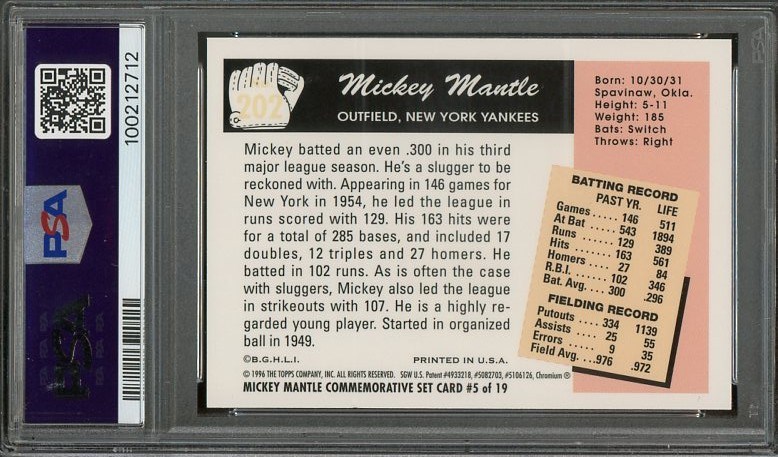 100212712
PSA
PSA
202
Mickey Mantle
OUTFIELD, NEW YORK YANKEES
Born: 10/30/31
Spavinaw, Okla.
Height: 5-11
Weight: 185
Bats: Switch
Throws: Right
Mickey batted an even .300 in his third
major league season. He's a slugger to
be reckoned with. Appearing in 146 games for
New York in 1954, he led the league in
runs scored with 129. His 163 hits were
for a total of 285 bases, and included 17
doubles, 12 triples and 27 homers. He
batted in 102 runs. As is often the case
with sluggers, Mickey also led the league
in strikeouts with 107. He is a highly re-
garded young player. Started in organized
ball in 1949.
BATTING RECORD
PAST YR. LIFE
Games..... 146 511
At Bat ..... 543 1894
Runs ..... 129 389
Hits ..... 163 561
Homers .... 27 84
R.B.I. ..... 102 346
Bat. Avg. ... .300 .296
FIELDING RECORD
Putouts .... 334 1139
Assists .... 25 55
Errors ..... 9 35
Field Avg. ..976 .972
©B.G.H.L.I. PRINTED IN U.S.A.
© 1996 THE TOPPS COMPANY, INC. ALL RIGHTS RESERVED. SGW U.S. Patent #4933218, #5082703, #5106126, Chromium ®
MICKEY MANTLE COMMEMORATIVE SET CARD #5 of 19